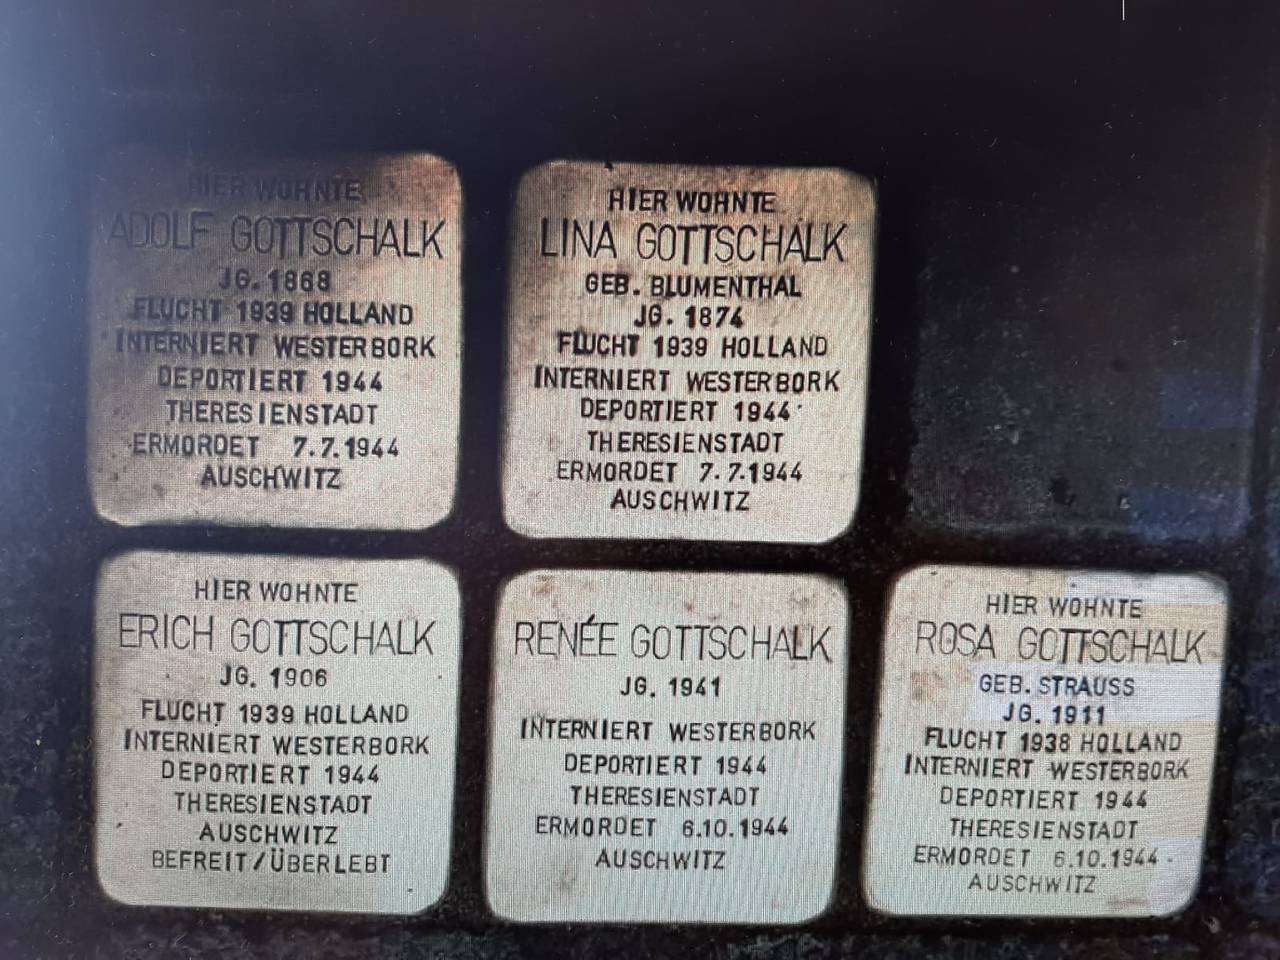 HIER WOHNTE
ADOLF GOTTSCHALK
JG. 1868
FLUCHT 1939 HOLLAND
INTERNIERT WESTERBORK
DEPORTIERT 1944
THERESIENSTADT
ERMORDET 7.7.1944
AUSCHWITZ
HIER WOHNTE
LINA GOTTSCHALK
GEB. BLUMENTHAL
JG. 1874
FLUCHT 1939 HOLLAND
INTERNIERT WESTERBORK
DEPORTIERT 1944
THERESIENSTADT
ERMORDET 7.7.1944
AUSCHWITZ
HIER WOHNTE
ERICH GOTTSCHALK
JG. 1906
FLUCHT 1939 HOLLAND
INTERNIERT WESTERBORK
DEPORTIERT 1944
THERESIENSTADT
AUSCHWITZ
BEFREIT/ÜBERLEBT
RENÉE GOTTSCHALK
JG. 1941
INTERNIERT WESTERBORK
DEPORTIERT 1944
THERESIENSTADT
ERMORDET 6.10.1944
AUSCHWITZ
HIER WOHNTE
ROSA GOTTSCHALK
GEB. STRAUSS
JG. 1911
FLUCHT 1938 HOLLAND
INTERNIERT WESTERBORK
DEPORTIERT 1944
THERESIENSTADT
ERMORDET 6.10.1944
AUSCHWITZ